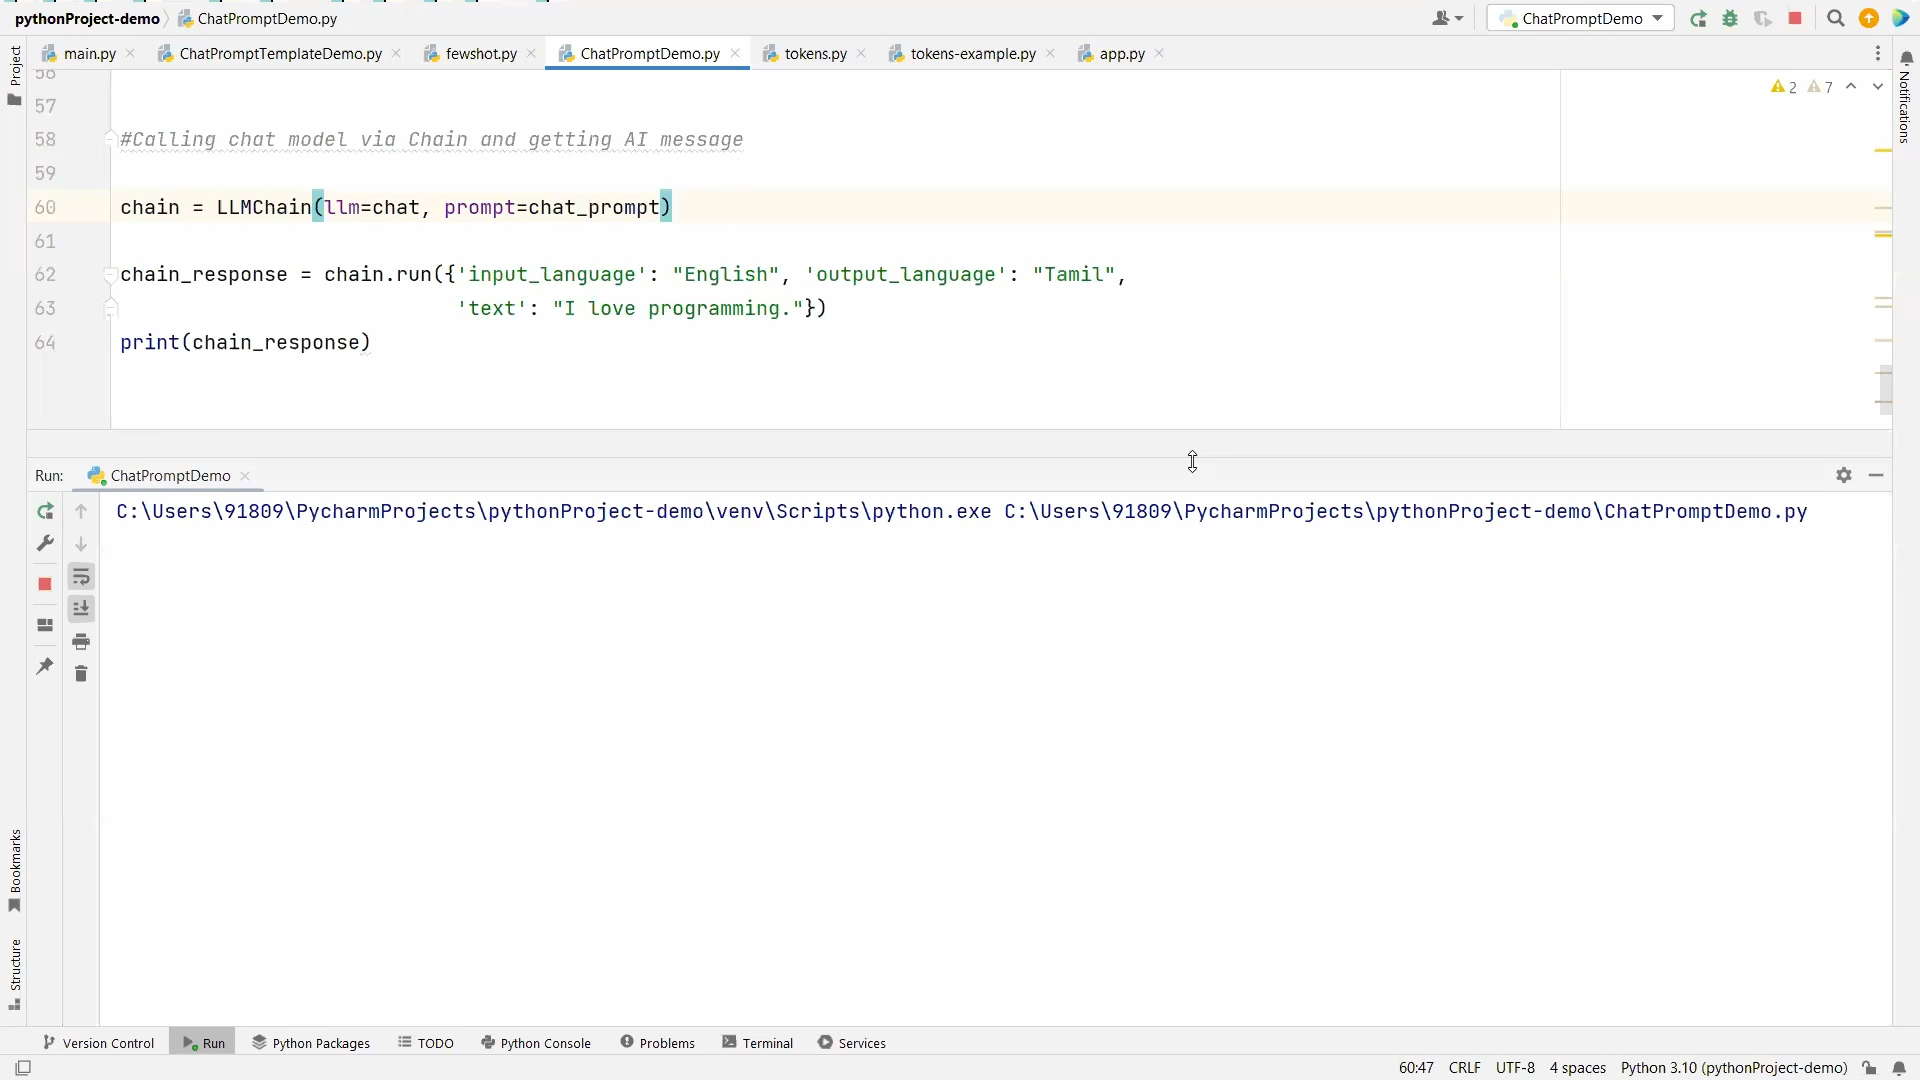 pythonProject-demo ChatPromptDemo.py ChatPromptDemo
Project main.py ChatPromptTemplateDemo.py fewshot.py ChatPromptDemo.py tokens.py tokens-example.py app.py Notifications
56 2 7
57
58 #Calling chat model via Chain and getting AI message
59
60 chain = LLMChain(llm=chat, prompt=chat_prompt)
61
62 chain_response = chain.run({'input_language': "English", 'output_language': "Tamil",
63 'text': "I love programming."})
64 print(chain_response)
Run: ChatPromptDemo
C:\Users\91809\PycharmProjects\pythonProject-demo\venv\Scripts\python.exe C:\Users\91809\PycharmProjects\pythonProject-demo\ChatPromptDemo.py
Bookmarks
Structure
Version Control Run Python Packages TODO Python Console Problems Terminal Services
60:47 CRLF UTF-8 4 spaces Python 3.10 (pythonProject-demo)